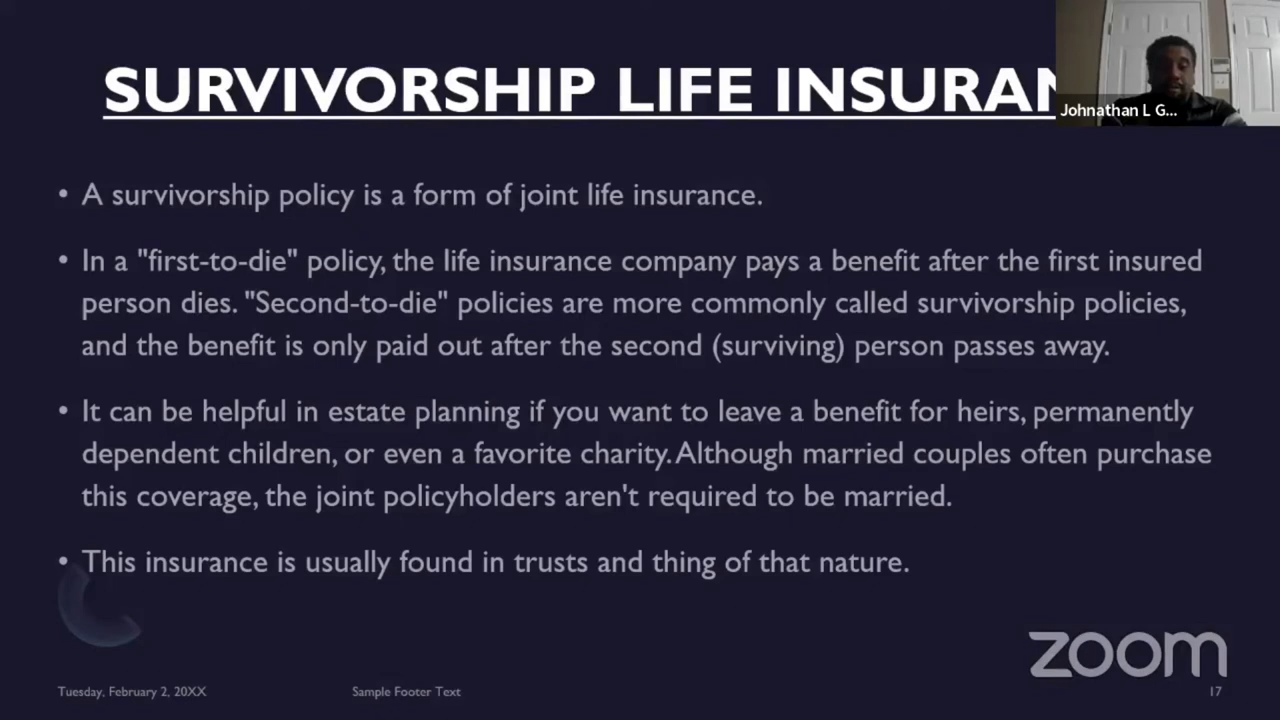 SURVIVORSHIP LIFE INSURAN
Johnathan L G...
• A survivorship policy is a form of joint life insurance.
• In a "first-to-die" policy, the life insurance company pays a benefit after the first insured
person dies. "Second-to-die" policies are more commonly called survivorship policies,
and the benefit is only paid out after the second (surviving) person passes away.
• It can be helpful in estate planning if you want to leave a benefit for heirs, permanently
dependent children, or even a favorite charity. Although married couples often purchase
this coverage, the joint policyholders aren't required to be married.
• This insurance is usually found in trusts and thing of that nature.
zoom
Tuesday, February 2, 20XX
Sample Footer Text
17